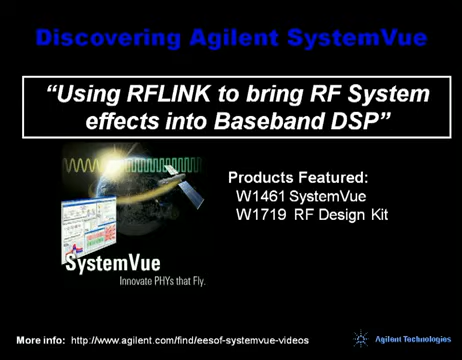 Discovering Agilent SystemVue
“Using RFLINK to bring RF System
effects into Baseband DSP”
Products Featured:
W1461 SystemVue
W1719 RF Design Kit
SystemVue
Innovate PHYs that Fly.
More info: http://www.agilent.com/find/eesof-systemvue-videos
Agilent Technologies